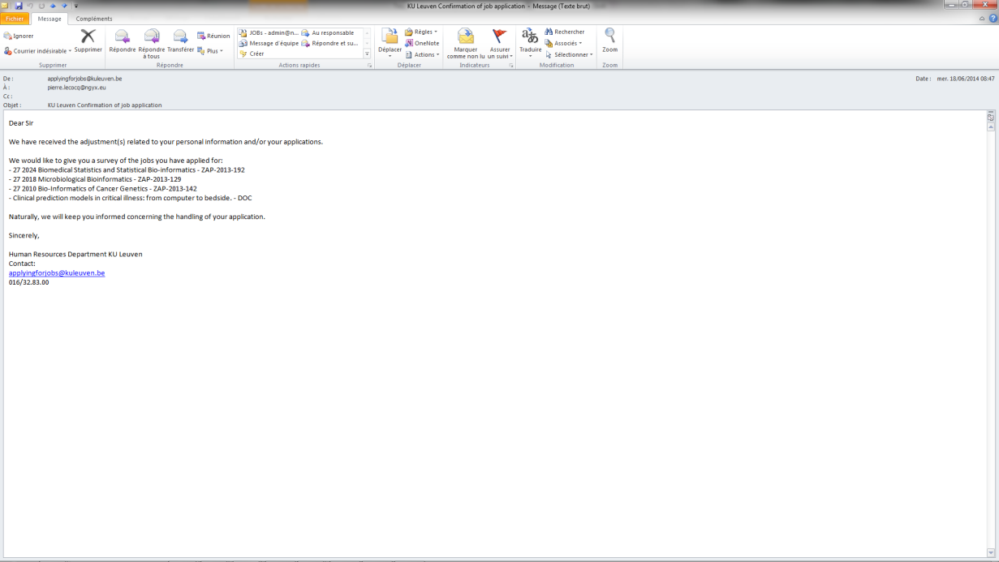 KU Leuven Confirmation of job application - Message (Texte brut)
Fichier
Message
Compléments
Ignorer
Courrier indésirable
Supprimer
Supprimer
Répondre
Répondre à tous
Transférer
Réunion
Plus
Répondre
JOBs - admin@n...
Au responsable
Message d'équipe
Répondre et su...
Créer
Actions rapides
Déplacer
Règles
OneNote
Actions
Déplacer
Marquer comme non lu
Assurer un suivi
Indicateurs
Traduire
Rechercher
Associés
Sélectionner
Modification
Zoom
Zoom
De : applyingforjobs@kuleuven.be
Date : mer. 18/06/2014 08:47
À : pierre.lecocq@ngyx.eu
Cc :
Objet : KU Leuven Confirmation of job application
Dear Sir
We have received the adjustment(s) related to your personal information and/or your applications.
We would like to give you a survey of the jobs you have applied for:
- 27 2024 Biomedical Statistics and Statistical Bio-informatics - ZAP-2013-192
- 27 2018 Microbiological Bioinformatics - ZAP-2013-129
- 27 2010 Bio-Informatics of Cancer Genetics - ZAP-2013-142
- Clinical prediction models in critical illness: from computer to bedside. - DOC
Naturally, we will keep you informed concerning the handling of your application.
Sincerely,
Human Resources Department KU Leuven
Contact:
applyingforjobs@kuleuven.be
016/32.83.00